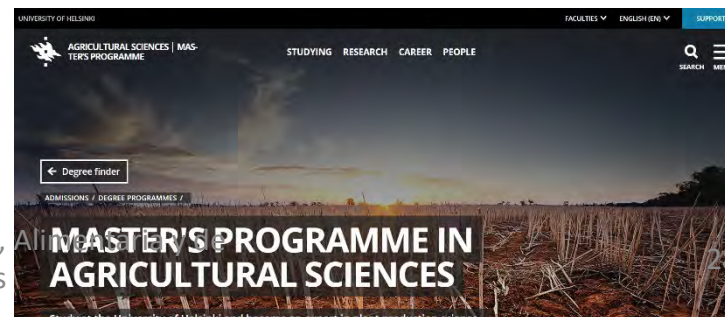 UNIVERSITY OF HELSINKI
FACULTIES ENGLISH (EN) SUPPORT
AGRICULTURAL SCIENCES | MAS-
TER'S PROGRAMME
STUDYING RESEARCH CAREER PEOPLE
SEARCH
Degree finder
ADMISSIONS / DEGREE PROGRAMMES /
MASTER'S PROGRAMME IN
AGRICULTURAL SCIENCES